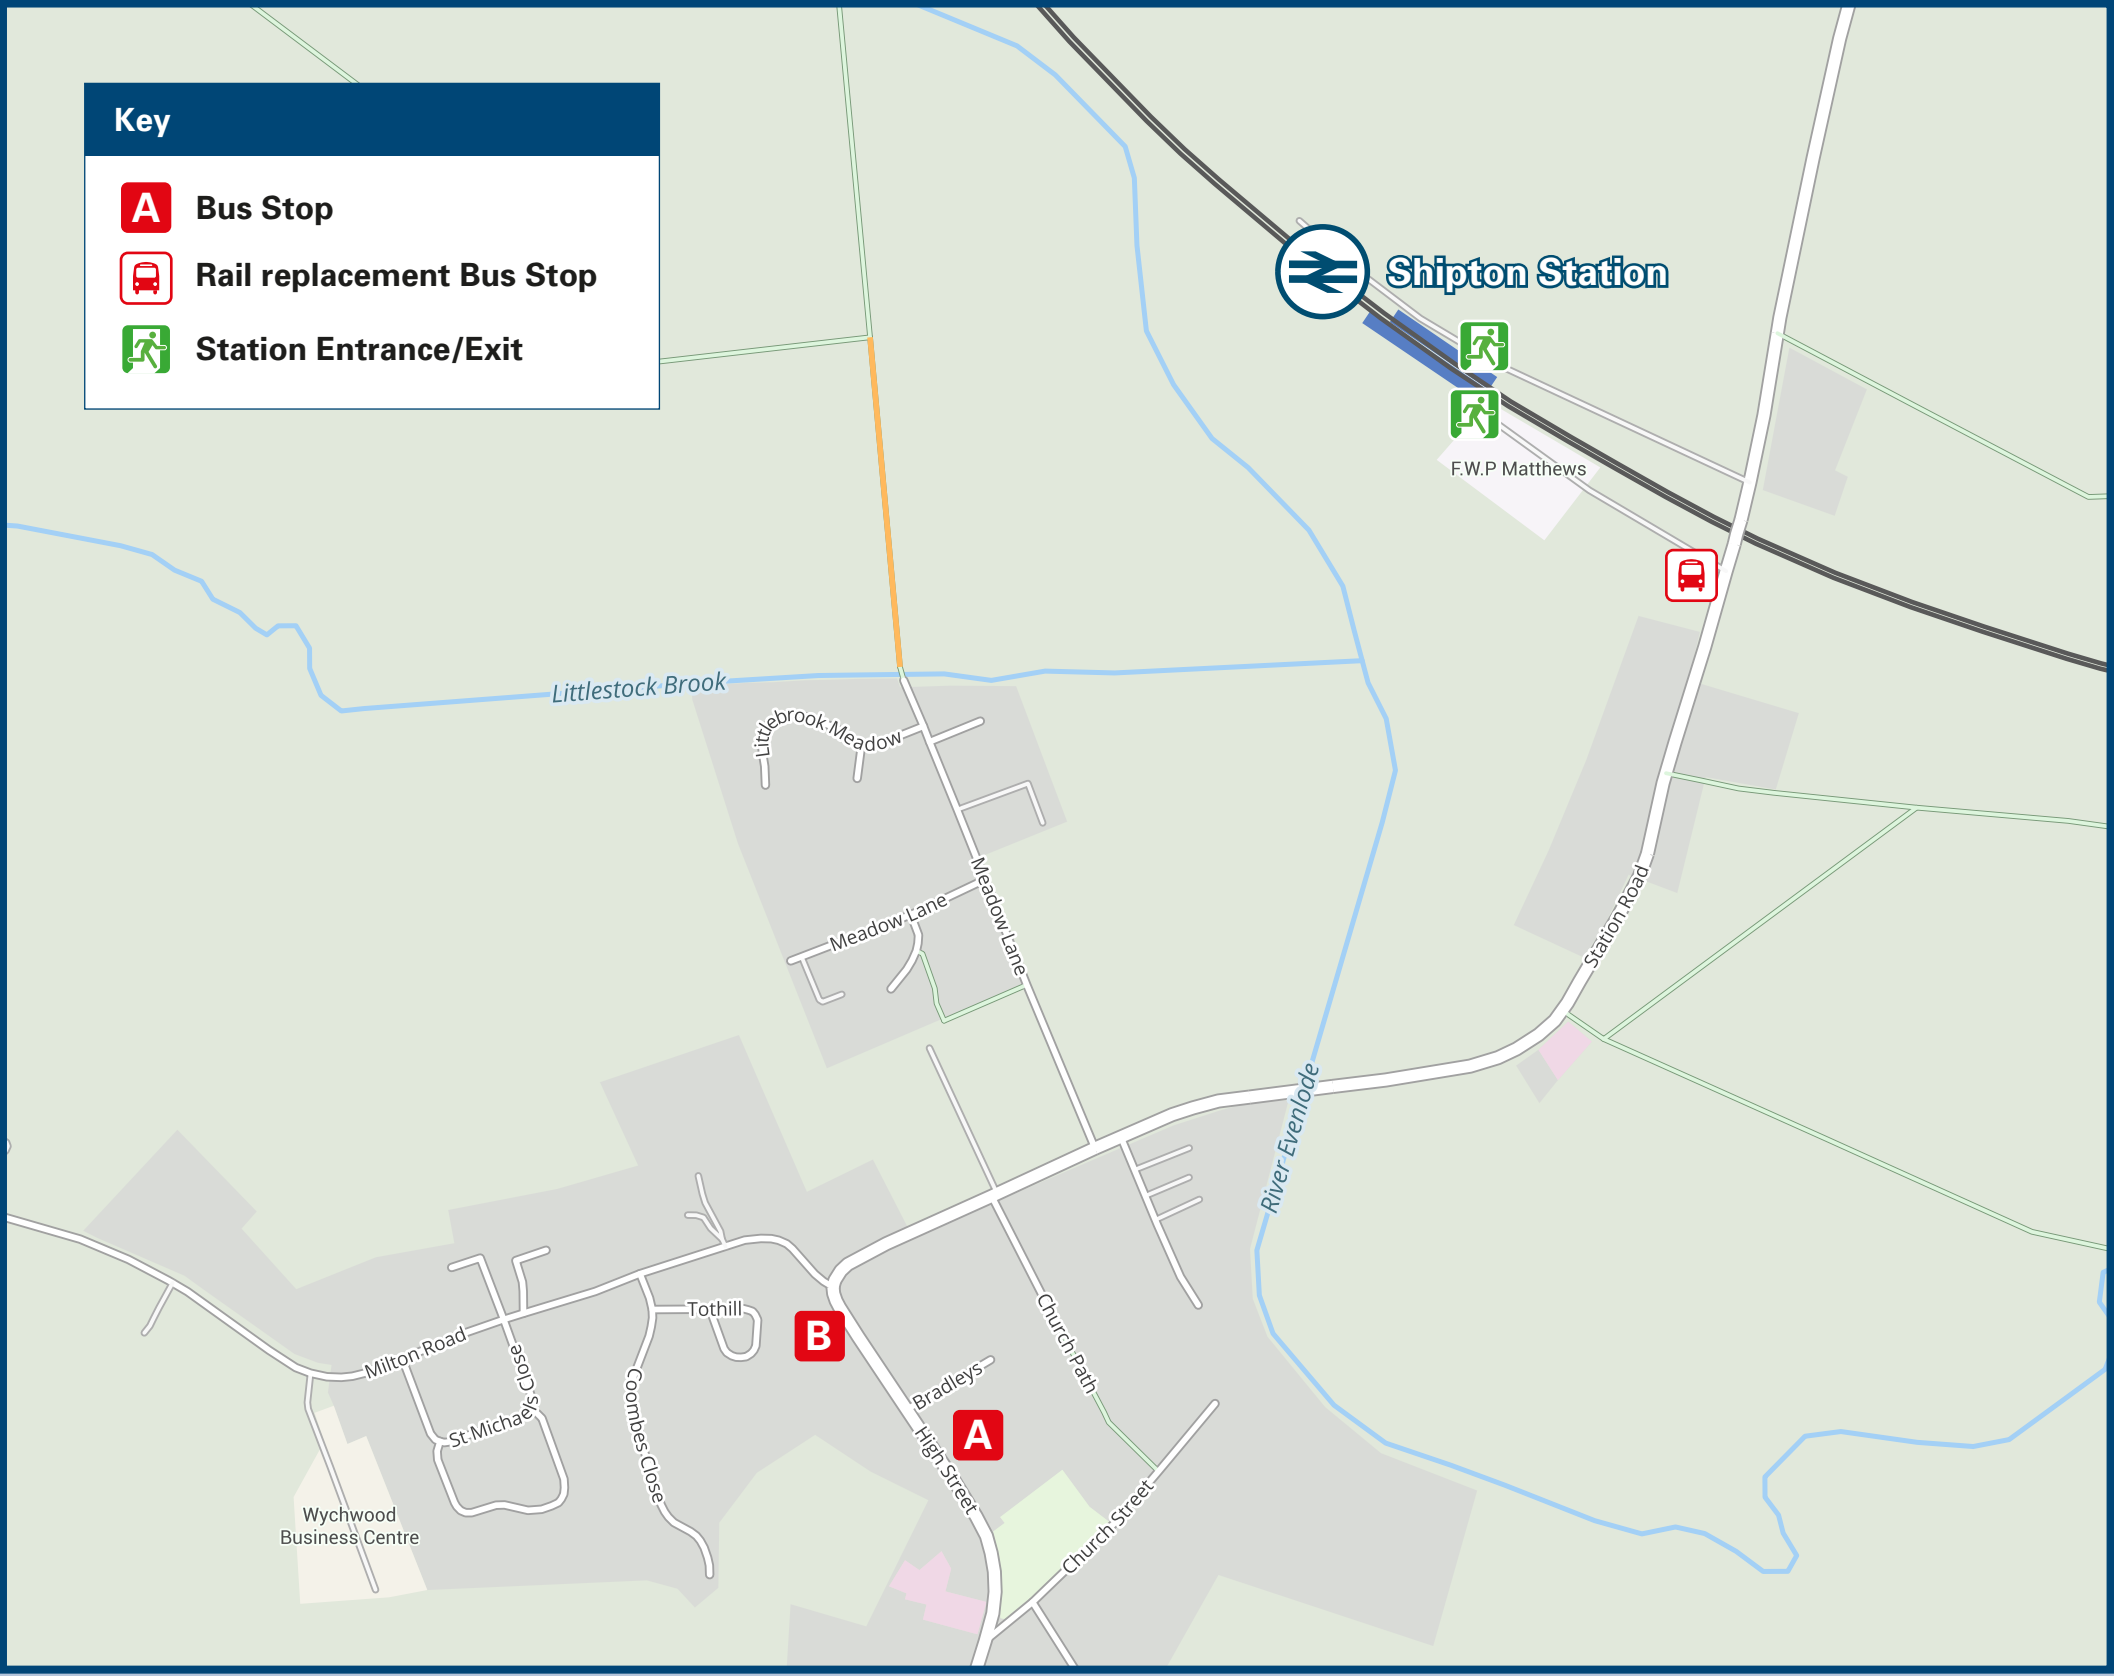 Key
A
Bus Stop
Rail replacement Bus Stop
Station Entrance/Exit
Shipton Station
F.W.P Matthews
Littlestock Brook
Littlebrook Meadow
Meadow Lane
Meadow Lane
Station Road
River Evenlode
Tothill
B
Milton Road
St Michaels Close
Coombes Close
Bradleys
Church Path
A
High Street
Church Street
Wychwood
Business Centre